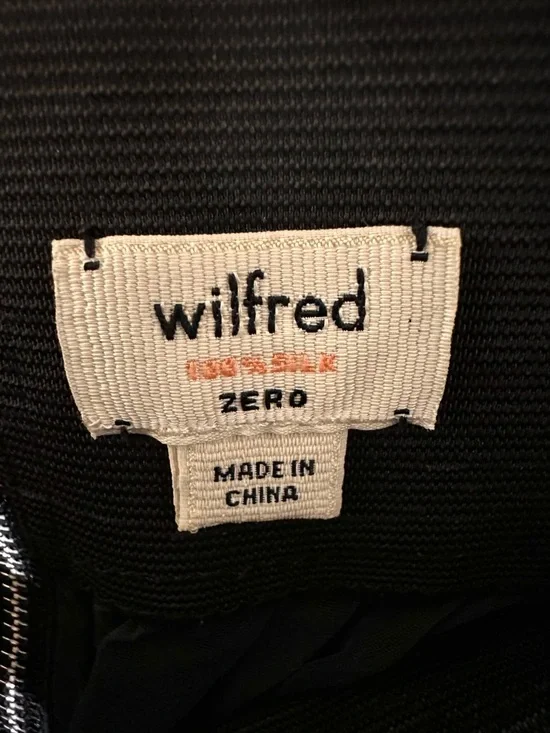 wilfred
100% SILK
ZERO
MADE IN
CHINA